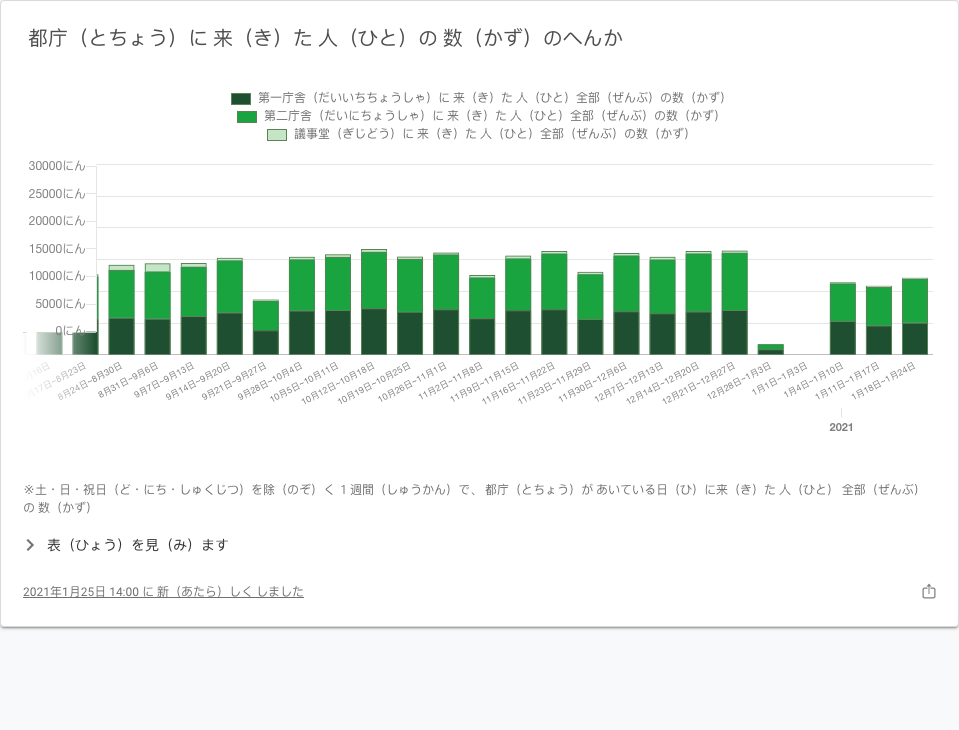 都庁（とちょう）に 来（き）た 人（ひと）の 数（かず）のへんか
第一庁舎（だいいちちょうしゃ）に 来（き）た 人（ひと）全部（ぜんぶ）の数（かず）
第二庁舎（だいにちょうしゃ）に 来（き）た 人（ひと）全部（ぜんぶ）の数（かず）
議事堂（ぎじどう）に 来（き）た 人（ひと）全部（ぜんぶ）の数（かず）
30000にん
25000にん
20000にん
15000にん
10000にん
5000にん
0にん
8月24日~8月30日
8月31日~9月6日
9月7日~9月13日
9月14日~9月20日
9月21日~9月27日
9月28日~10月4日
10月5日~10月11日
10月12日~10月18日
10月19日~10月25日
10月26日~11月1日
11月2日~11月8日
11月9日~11月15日
11月16日~11月22日
11月23日~11月29日
11月30日~12月6日
12月7日~12月13日
12月14日~12月20日
12月21日~12月27日
12月28日~1月3日
1月1日~1月3日
1月4日~1月10日
1月11日~1月17日
1月18日~1月24日
2021
※土・日・祝日（ど・にち・しゅくじつ）を除（のぞ）く 1 週間（しゅうかん）で、 都庁（とちょう）が あいている日（ひ）に来（き）た 人（ひと） 全部（ぜんぶ）
の 数（かず）
表（ひょう）を見（み）ます
2021年1月25日 14:00 に 新（あたら）しく しました